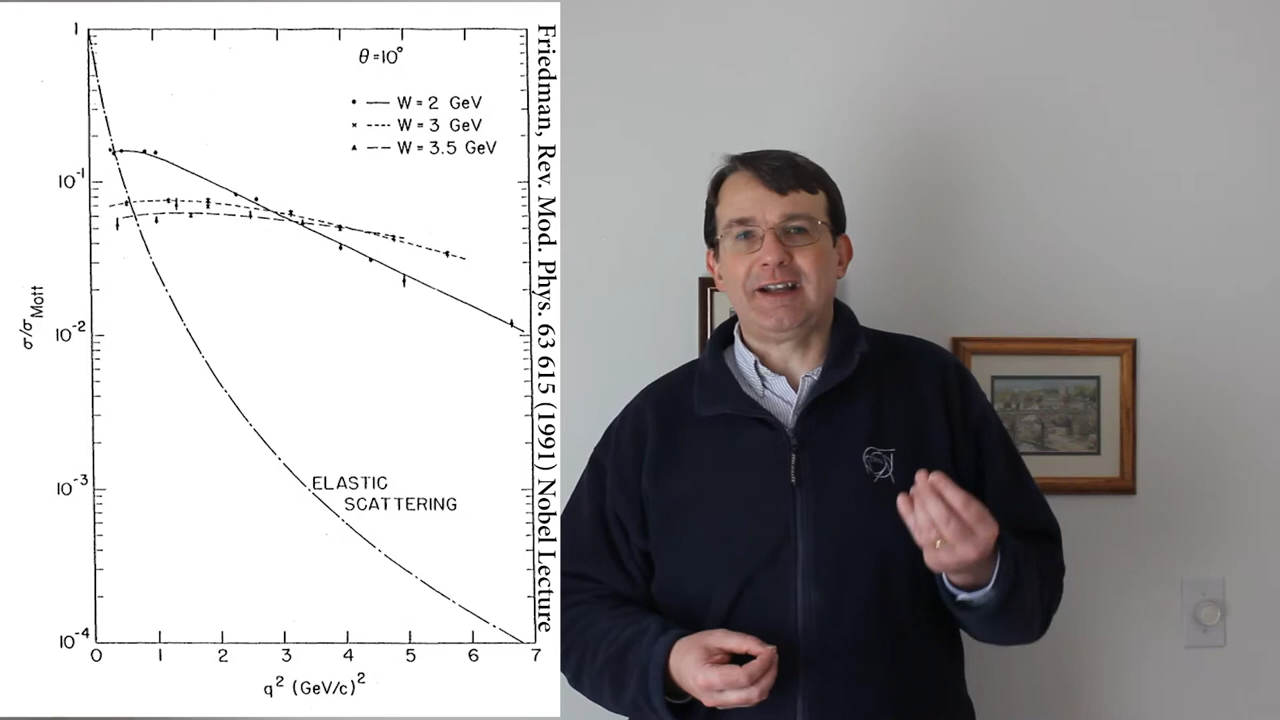 1
10⁻¹
10⁻²
10⁻³
10⁻⁴
σ/σMott
θ=10°
W = 2 GeV
W = 3 GeV
W = 3.5 GeV
ELASTIC
SCATTERING
0 1 2 3 4 5 6 7
q² (GeV/c)²
Friedman, Rev. Mod. Phys. 63 615 (1991) Nobel Lecture